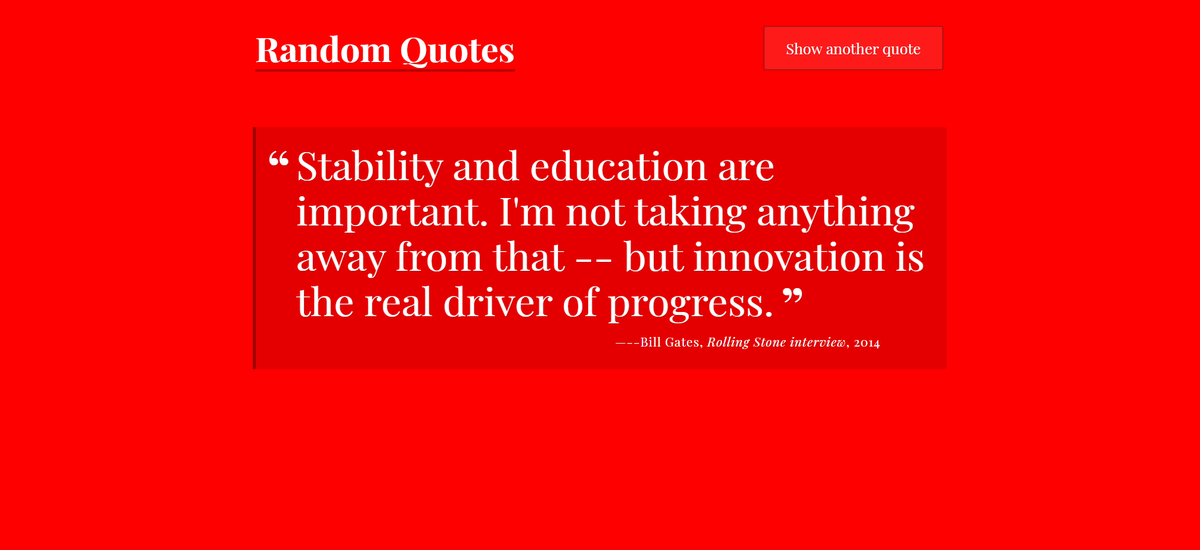 Random Quotes
Show another quote
“ Stability and education are
important. I'm not taking anything
away from that -- but innovation is
the real driver of progress. ”
—--Bill Gates, Rolling Stone interview, 2014